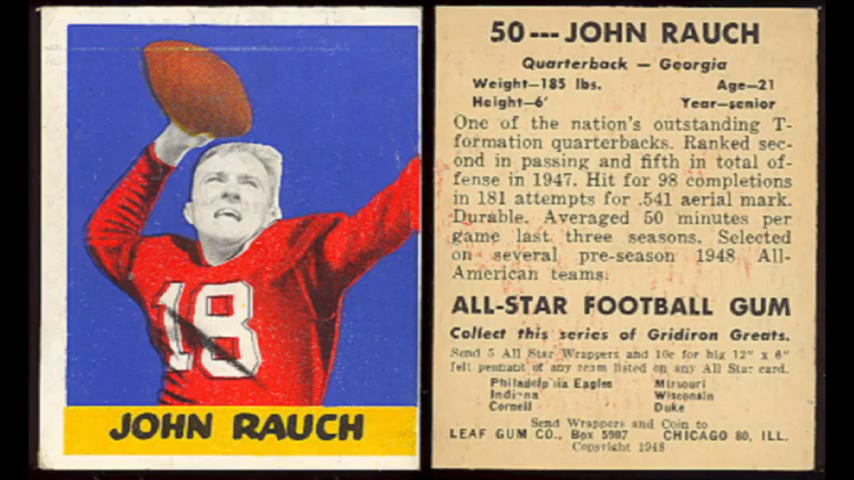 18
JOHN RAUCH
50---JOHN RAUCH
Quarterback — Georgia
Weight—185 lbs. Age—21
Height—6' Year—senior
One of the nation's outstanding T-
formation quarterbacks. Ranked sec-
ond in passing and fifth in total of-
fense in 1947. Hit for 98 completions
in 181 attempts for .541 aerial mark.
Durable. Averaged 50 minutes per
game last three seasons. Selected
on several pre-season 1948 All-
American teams.
ALL-STAR FOOTBALL GUM
Collect this series of Gridiron Greats.
Send 5 All Star Wrappers and 10c for big 12" x 6"
felt pennant of any team listed on any All Star card.
Philadelphia Eagles Missouri
Indiana Wisconsin
Cornell Duke
Send Wrappers and Coin to
LEAF GUM CO., Box 5907 CHICAGO 80, ILL.
Copyright 1948